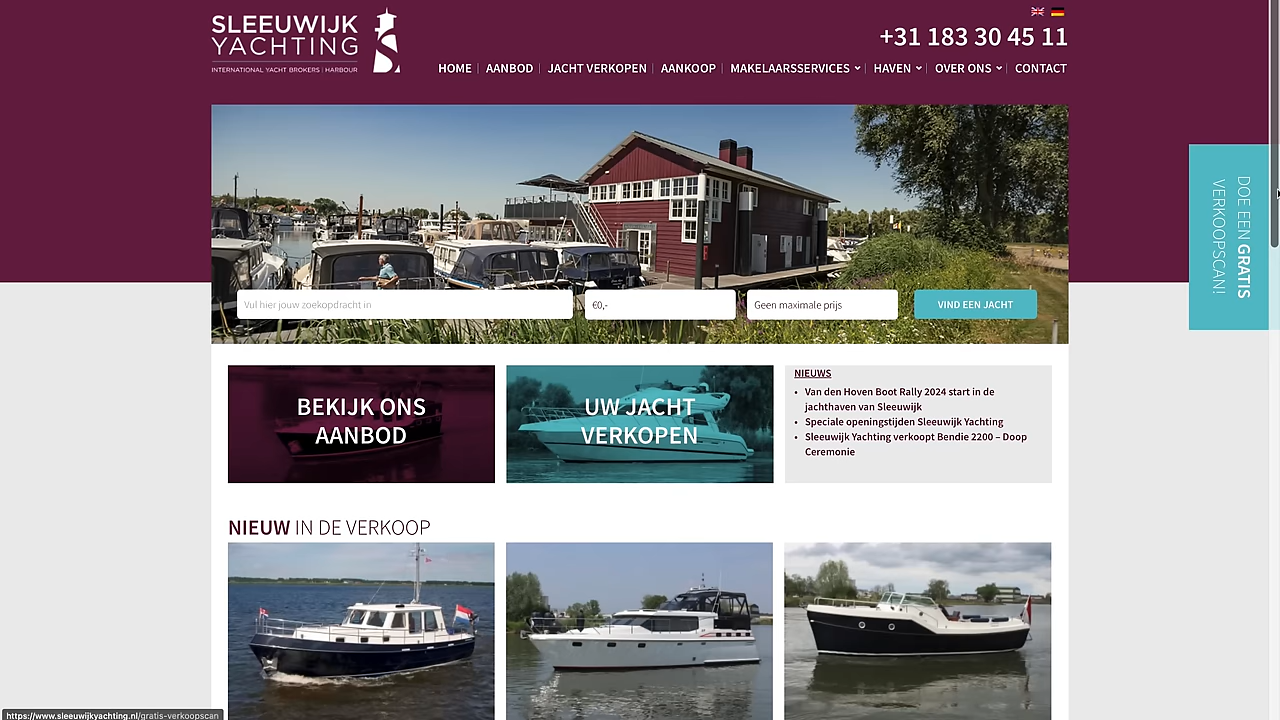 SLEEUWIJK
YACHTING
INTERNATIONAL YACHT BROKERS | HARBOUR
+31 183 30 45 11
HOME
AANBOD
JACHT VERKOPEN
AANKOOP
MAKELAARSSERVICES
HAVEN
OVER ONS
CONTACT
DOE EEN GRATIS
VERKOOPSCAN!
Vul hier jouw zoekopdracht in
€0,-
Geen maximale prijs
VIND EEN JACHT
BEKIJK ONS
AANBOD
UW JACHT
VERKOPEN
NIEUWS
• Van den Hoven Boot Rally 2024 start in de
jachthaven van Sleeuwijk
• Speciale openingstijden Sleeuwijk Yachting
• Sleeuwijk Yachting verkoopt Bendie 2200 – Doop
Ceremonie
NIEUW IN DE VERKOOP
https://www.sleeuwijkyachting.nl/gratis-verkoopscan